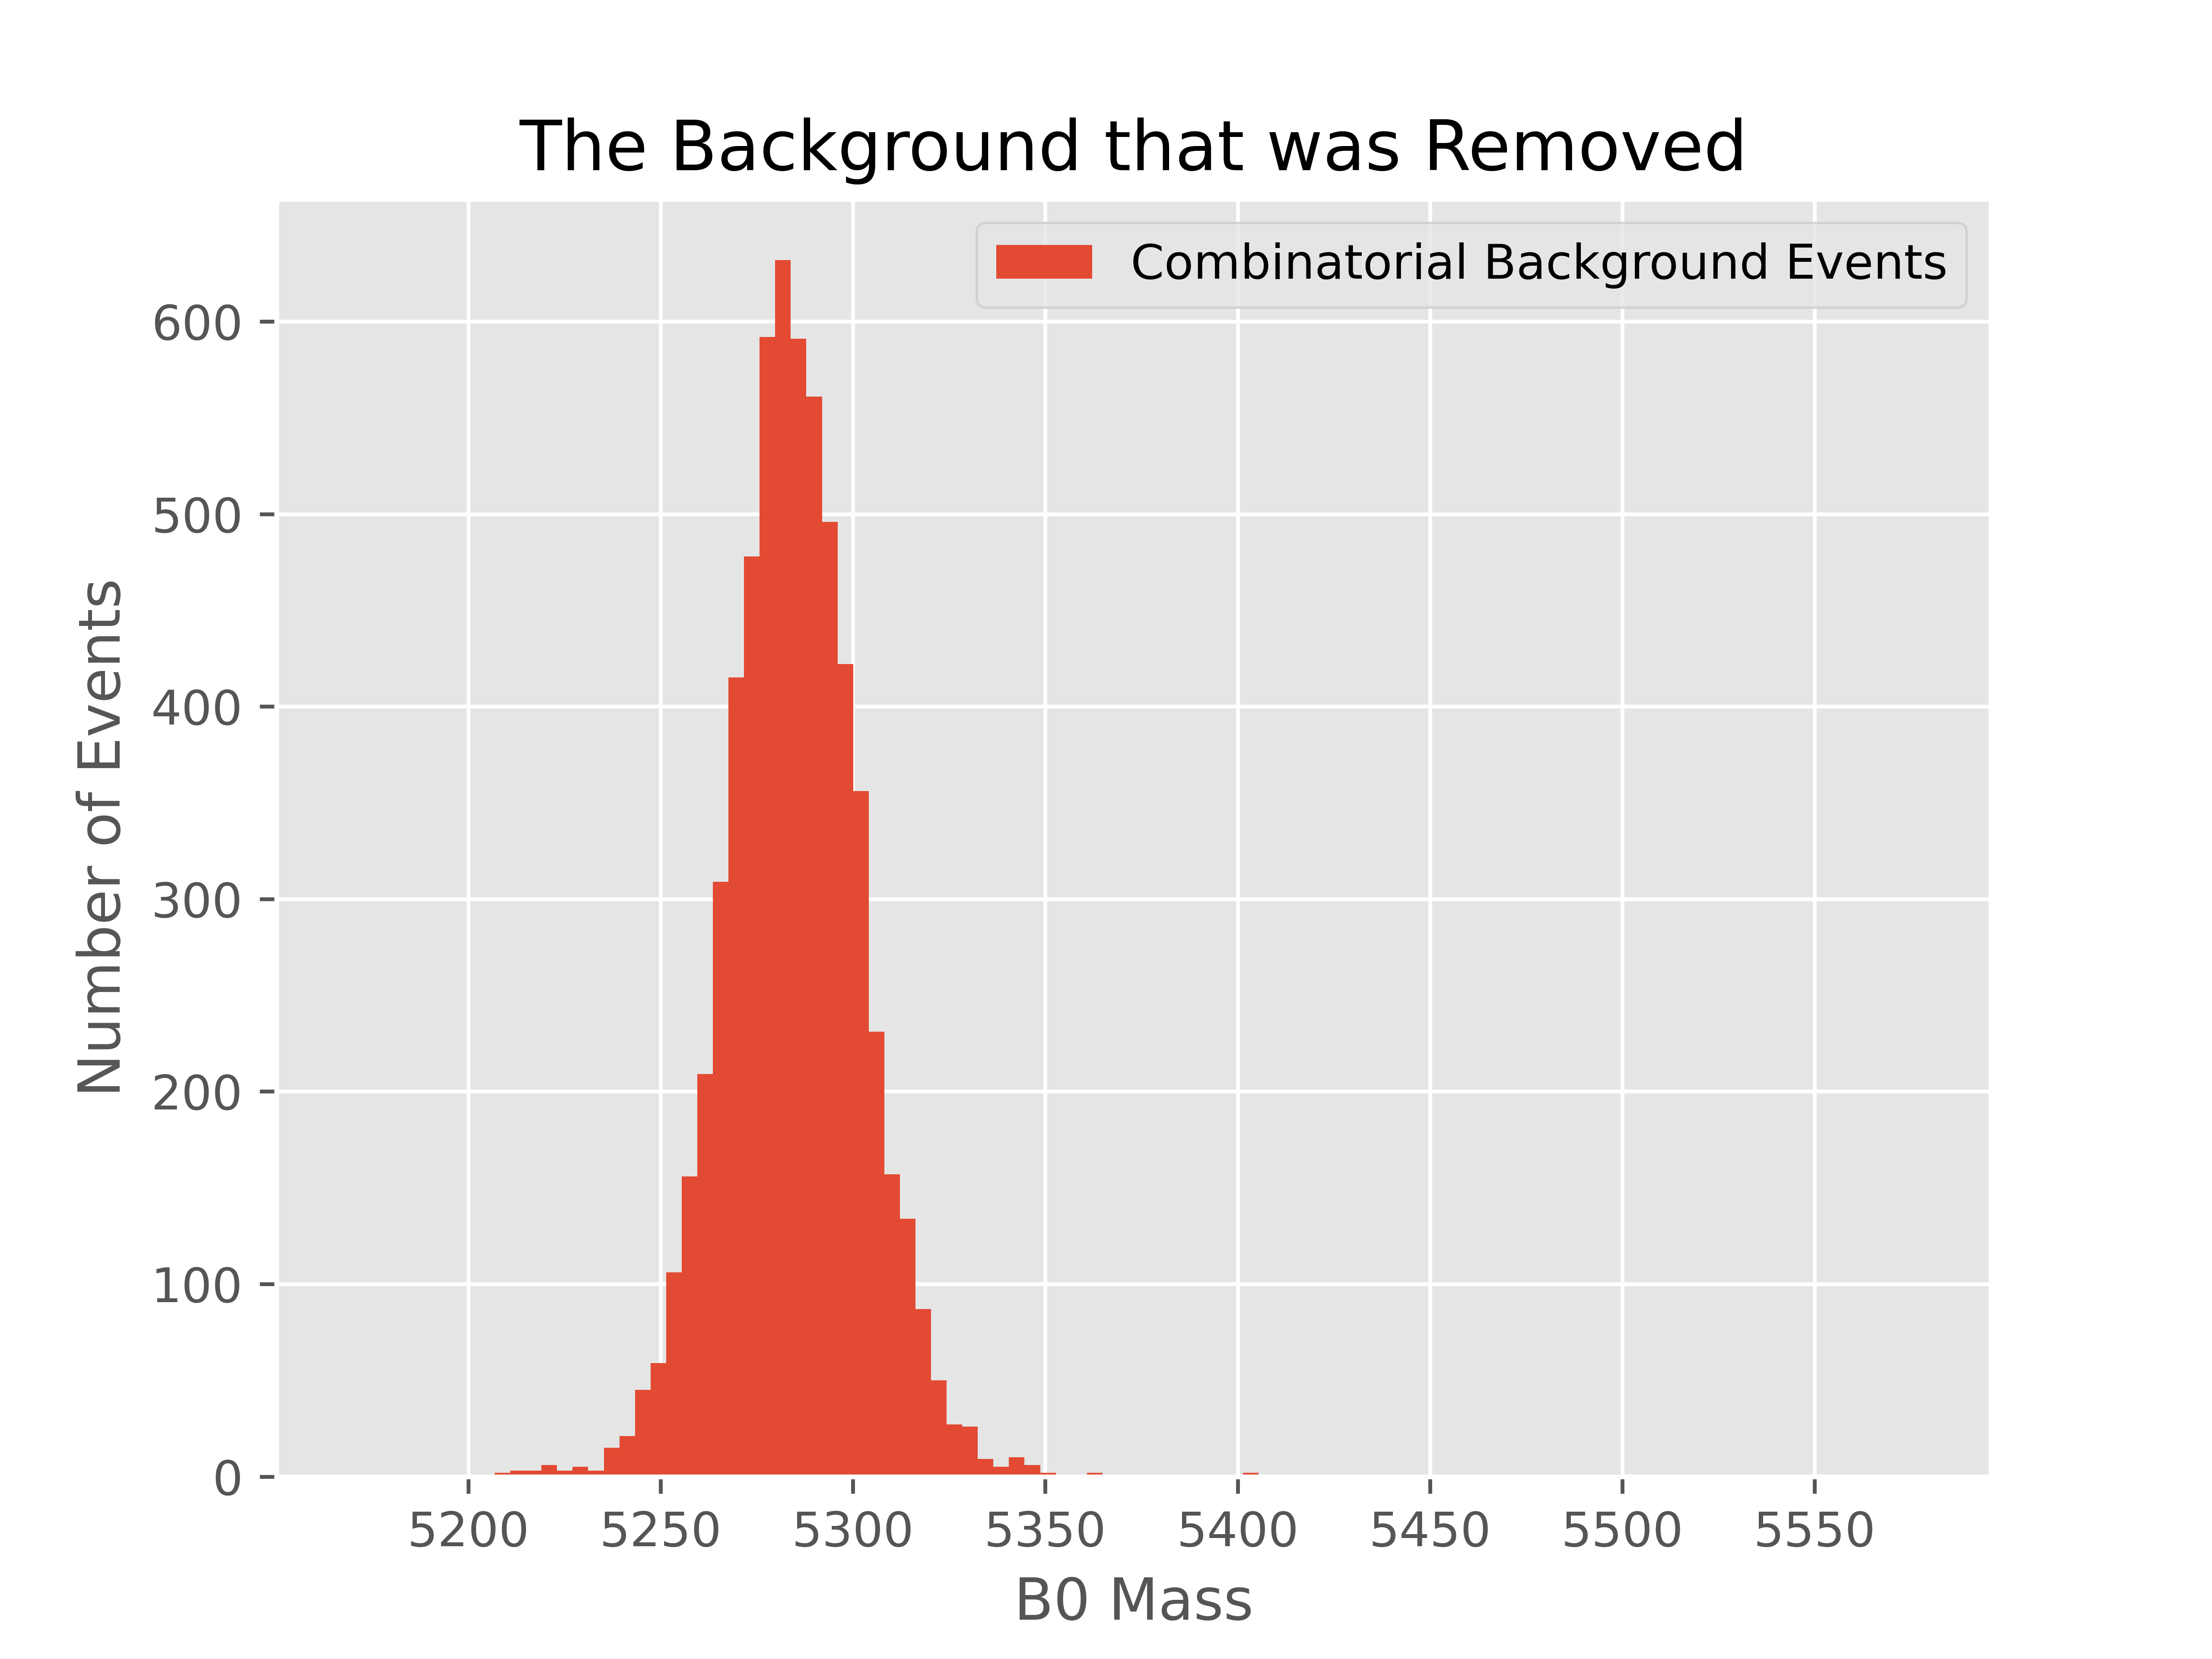 The Background that was Removed
Combinatorial Background Events
Number of Events
600
500
400
300
200
100
0
5200 5250 5300 5350 5400 5450 5500 5550
B0 Mass